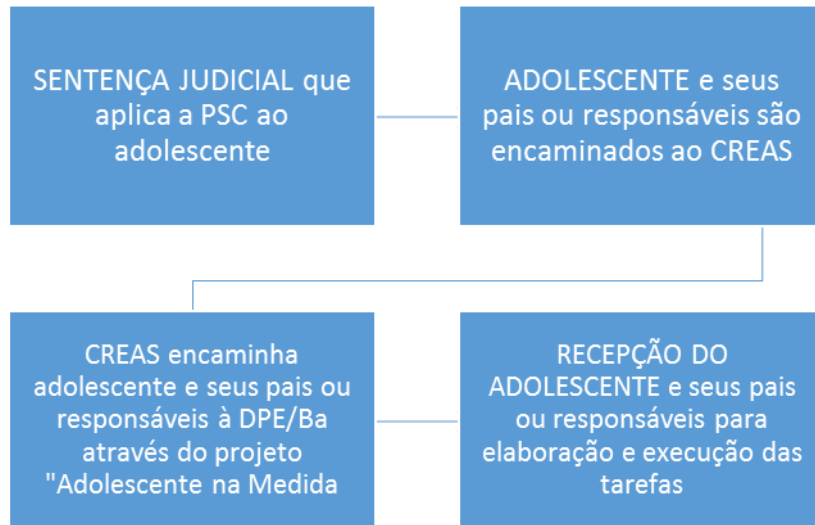 SENTENÇA JUDICIAL que
aplica a PSC ao
adolescente
ADOLESCENTE e seus
pais ou responsáveis são
encaminados ao CREAS
CREAS encaminha
adolescente e seus pais ou
responsáveis à DPE/Ba
através do projeto
"Adolescente na Medida
RECEPÇÃO DO
ADOLESCENTE e seus pais
ou responsáveis para
elaboração e execução das
tarefas